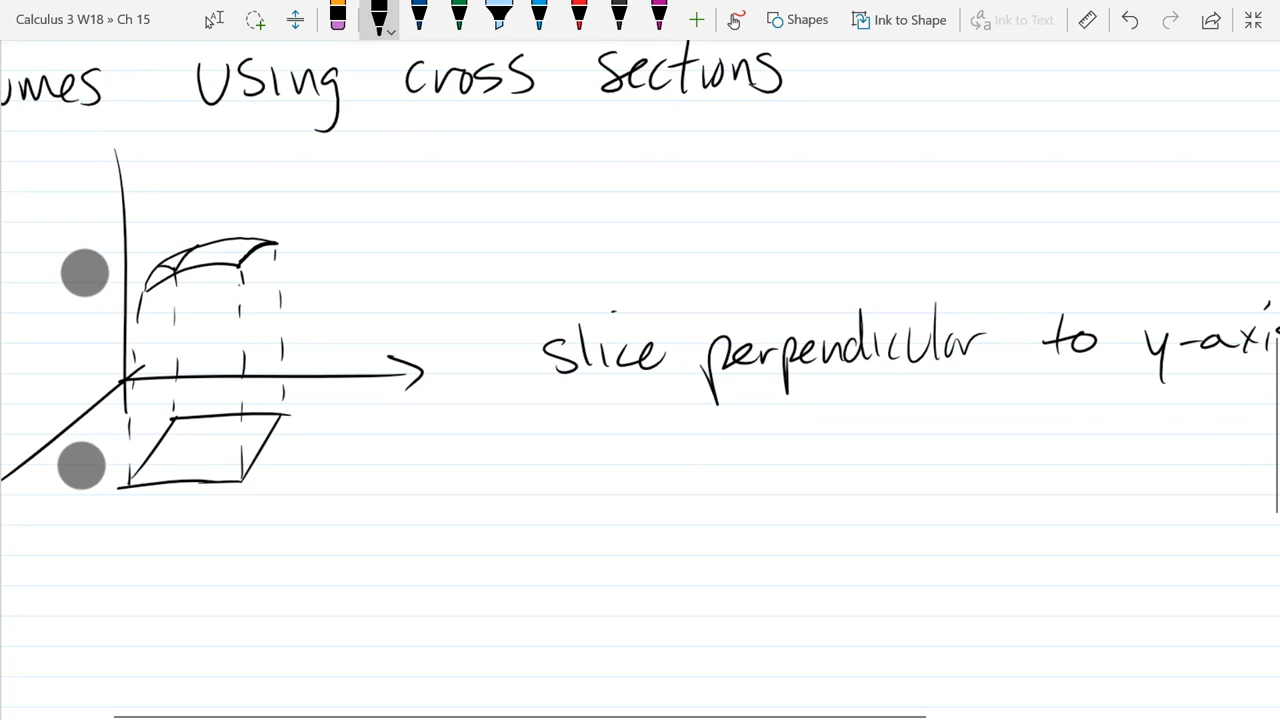 Calculus 3 W18 » Ch 15
Shapes
Ink to Shape
Ink to Text
using cross sections
slice perpendicular to y-axi